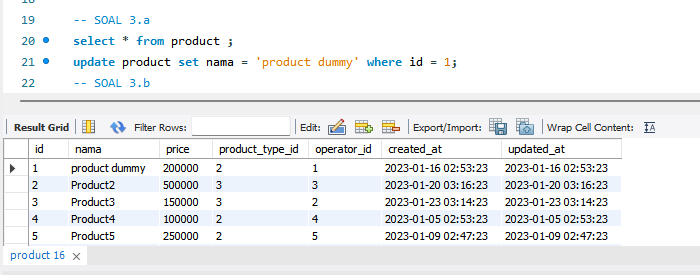 19 -- SOAL 3.a
20 select * from product ;
21 update product set nama = 'product dummy' where id = 1;
22 -- SOAL 3.b
Result Grid Filter Rows: Edit: Export/Import: Wrap Cell Content: IA
id nama price product_type_id operator_id created_at updated_at
1 product dummy 200000 2 1 2023-01-16 02:53:23 2023-01-16 02:53:23
2 Product2 500000 3 3 2023-01-20 03:16:23 2023-01-20 03:16:23
3 Product3 150000 3 2 2023-01-23 03:14:23 2023-01-23 03:14:23
4 Product4 100000 2 4 2023-01-05 02:53:23 2023-01-05 02:53:23
5 Product5 250000 2 5 2023-01-09 02:47:23 2023-01-09 02:47:23
product 16